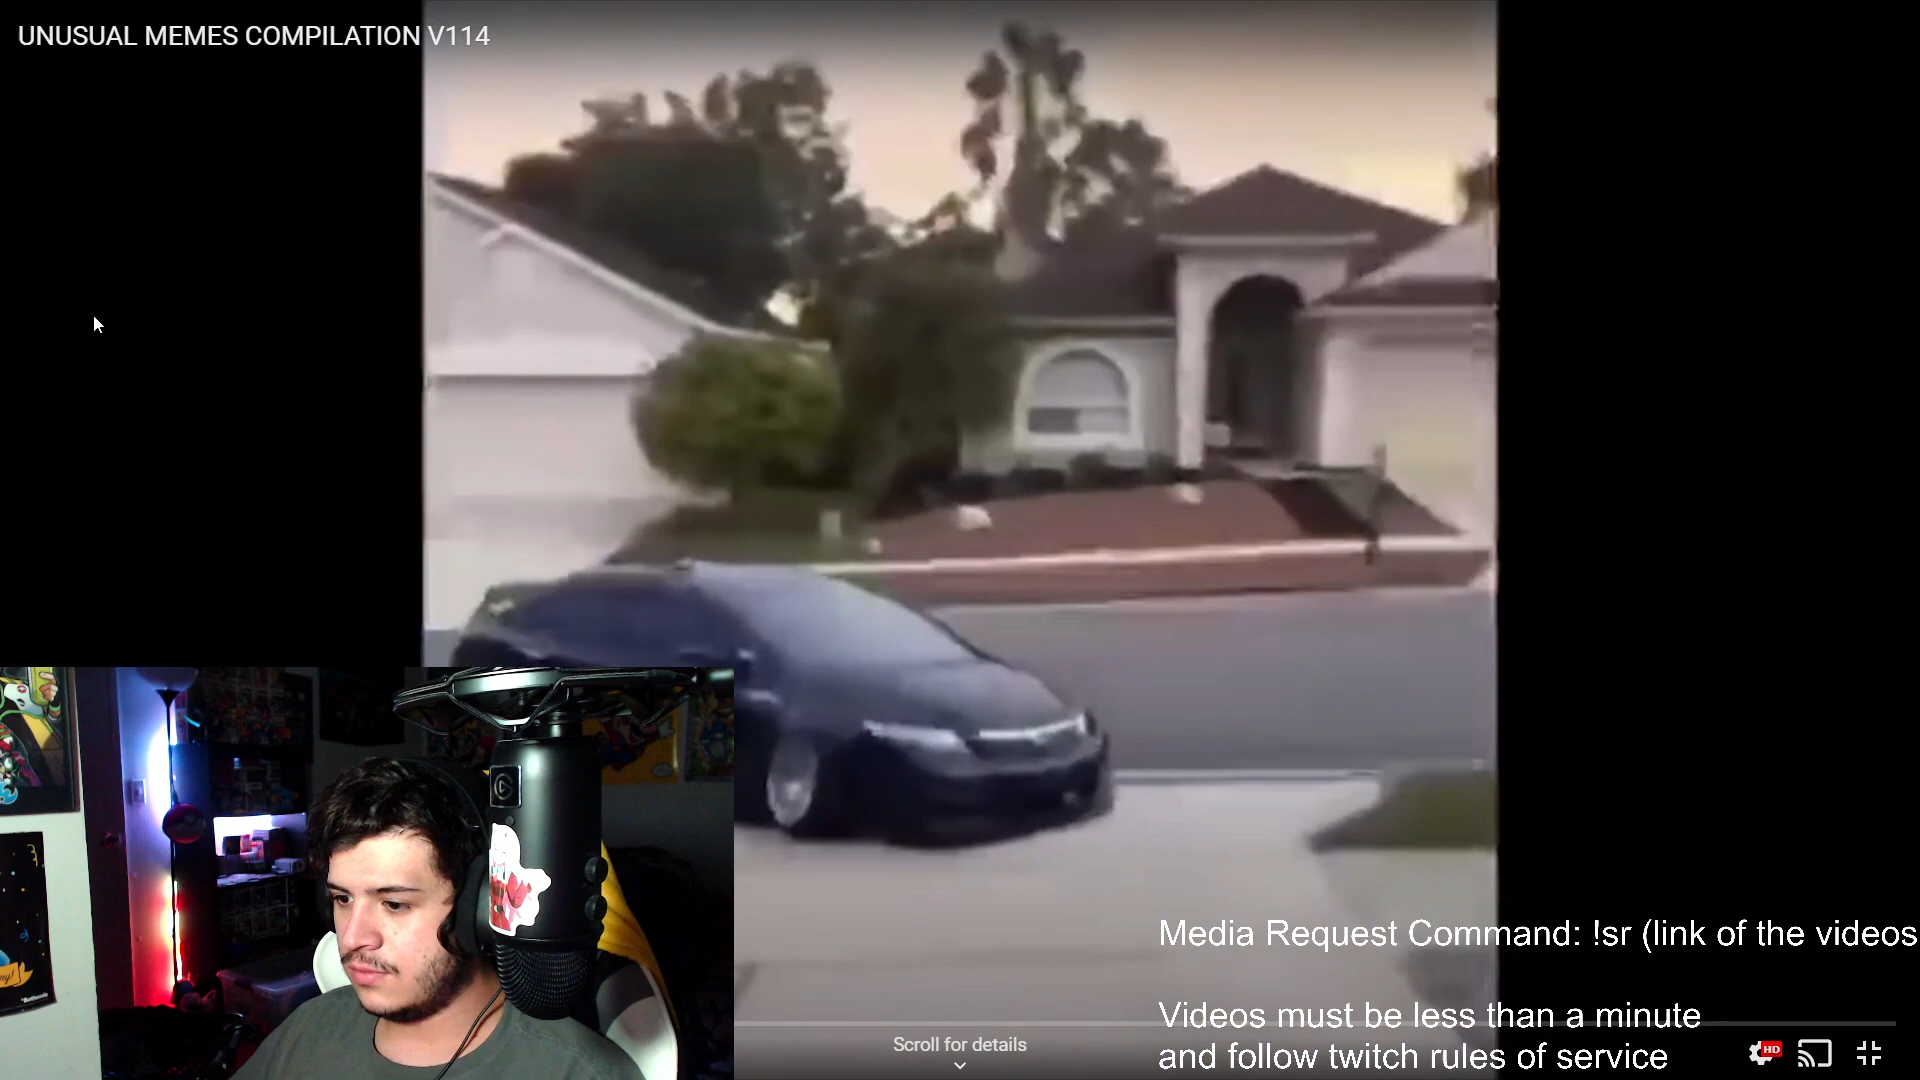 UNUSUAL MEMES COMPILATION V114
Media Request Command: !sr (link of the videos
Videos must be less than a minute
and follow twitch rules of service
Scroll for details
HD